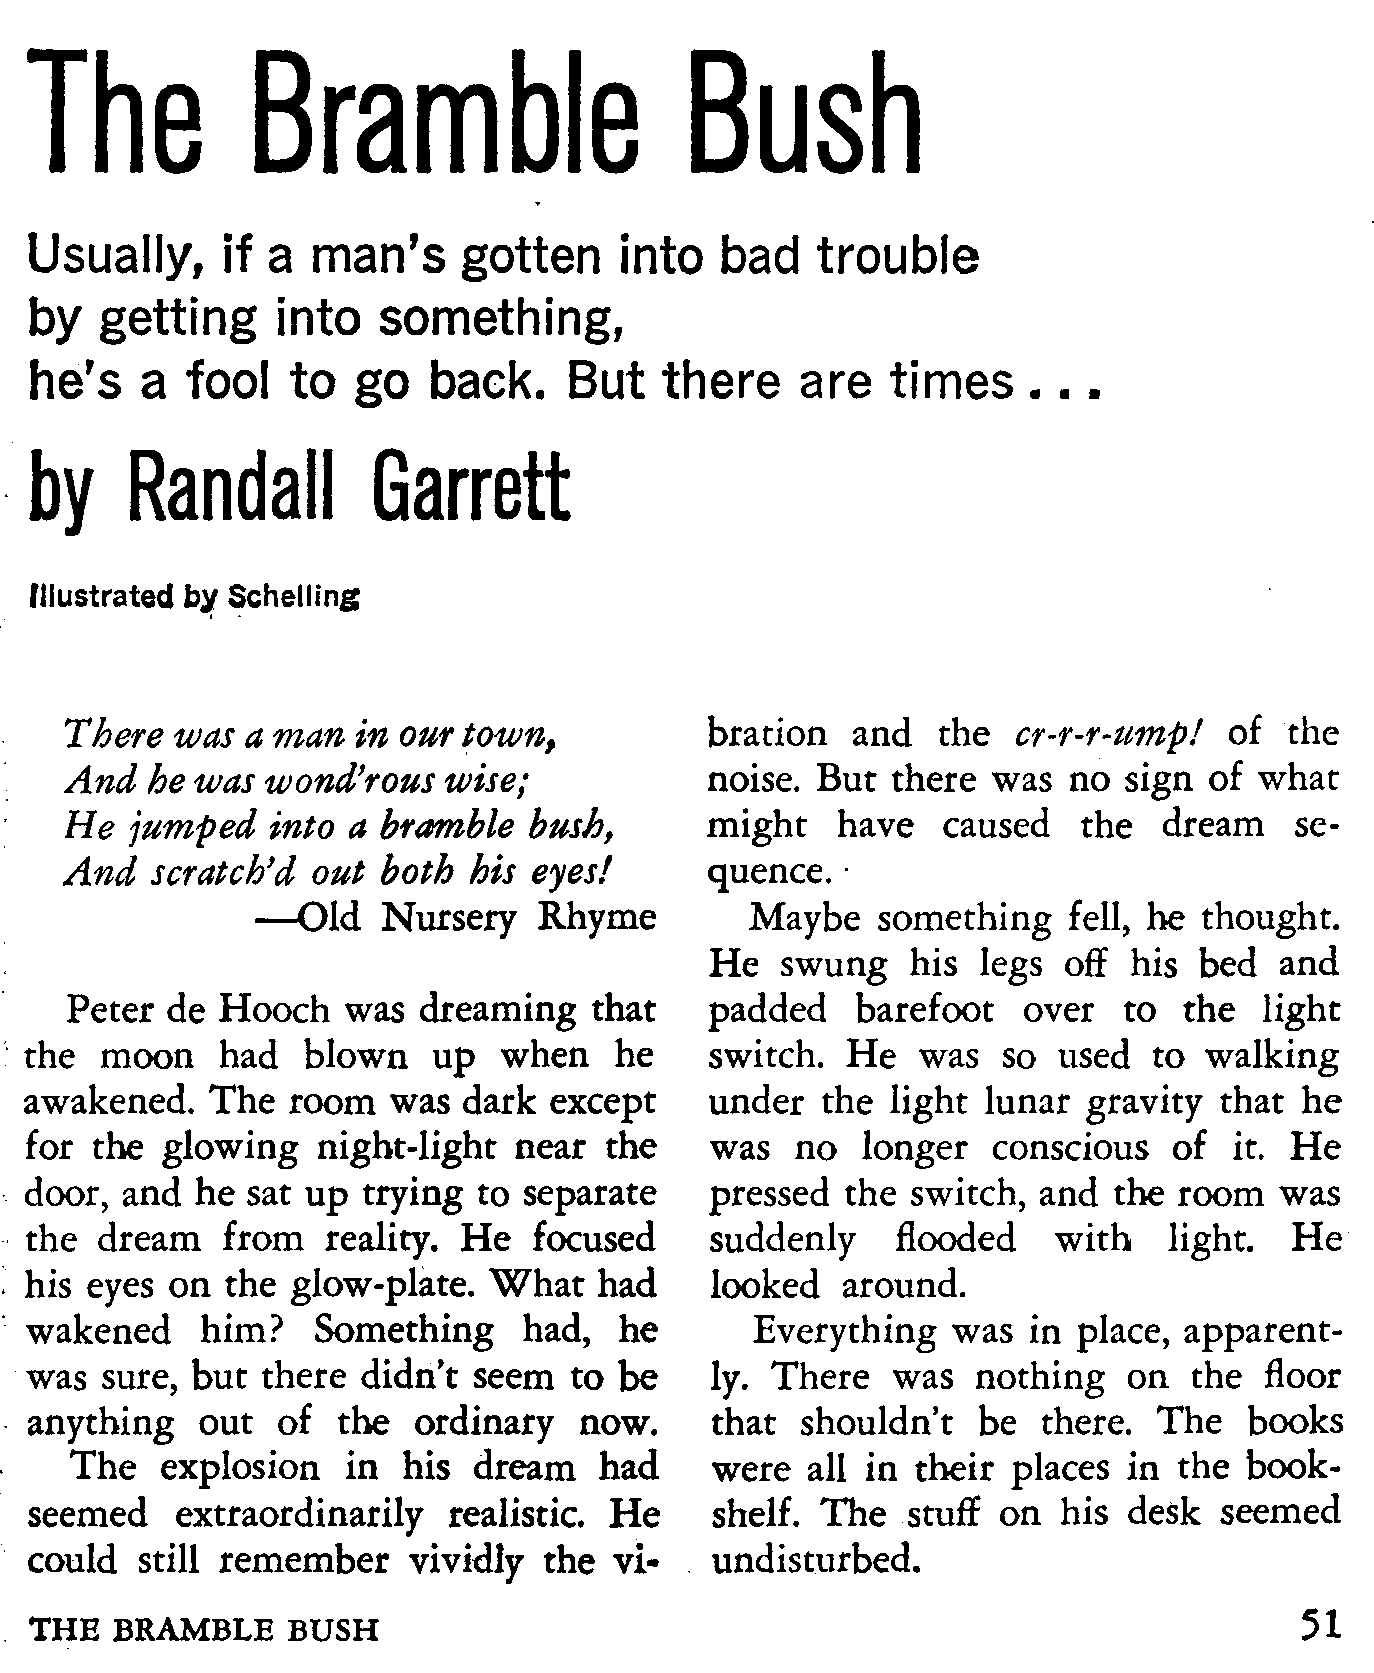 The Bramble Bush
Usually, if a man's gotten into bad trouble
by getting into something,
he's a fool to go back. But there are times...
by Randall Garrett
Illustrated by Schelling
There was a man in our town,
And he was wond'rous wise;
He jumped into a bramble bush,
And scratch'd out both his eyes!
—Old Nursery Rhyme
Peter de Hooch was dreaming that
the moon had blown up when he
awakened. The room was dark except
for the glowing night-light near the
door, and he sat up trying to separate
the dream from reality. He focused
his eyes on the glow-plate. What had
wakened him? Something had, he
was sure, but there didn't seem to be
anything out of the ordinary now.
The explosion in his dream had
seemed extraordinarily realistic. He
could still remember vividly the vi-
bration and the cr-r-r-ump! of the
noise. But there was no sign of what
might have caused the dream se-
quence.
Maybe something fell, he thought.
He swung his legs off his bed and
padded barefoot over to the light
switch. He was so used to walking
under the light lunar gravity that he
was no longer conscious of it. He
pressed the switch, and the room was
suddenly flooded with light. He
looked around.
Everything was in place, apparent-
ly. There was nothing on the floor
that shouldn't be there. The books
were all in their places in the book-
shelf. The stuff on his desk seemed
undisturbed.
THE BRAMBLE BUSH
51